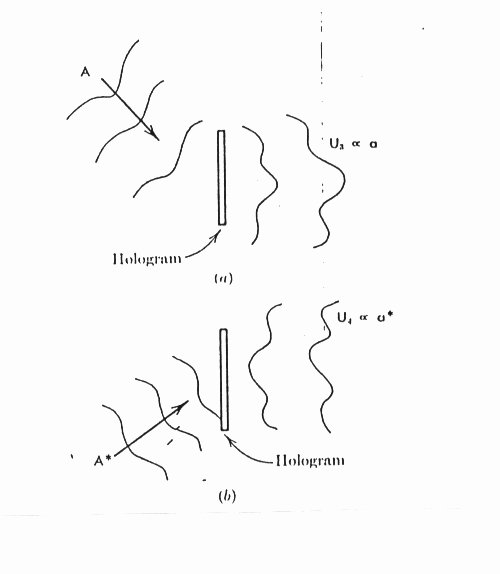 A
U₃ ∝ a
Hologram
(a)
U₄ ∝ a*
A*
Hologram
(b)